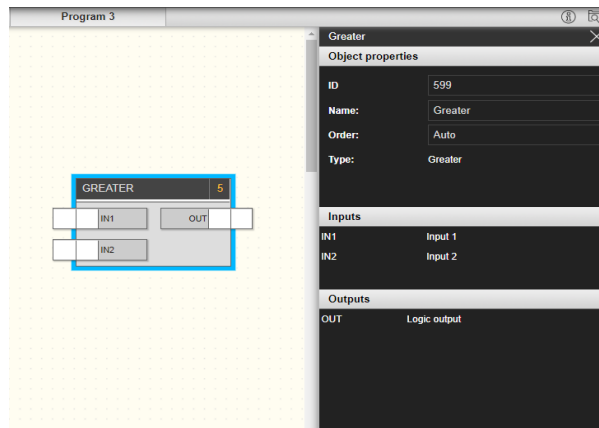 Program 3
GREATER 5
IN1 OUT
IN2
Greater
Object properties
ID 599
Name: Greater
Order: Auto
Type: Greater
Inputs
IN1 Input 1
IN2 Input 2
Outputs
OUT Logic output